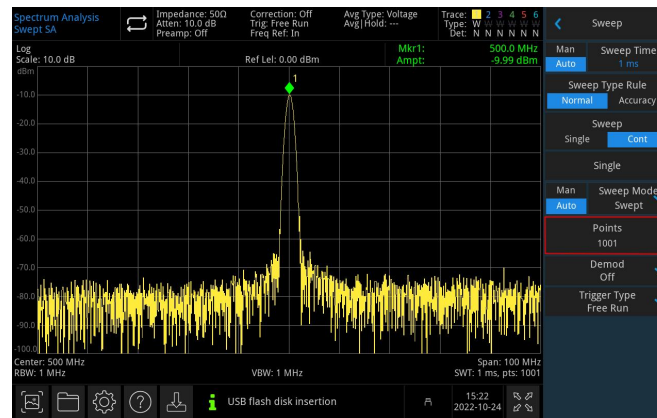 Spectrum Analysis
Swept SA
Impedance: 50Ω
Atten: 10.0 dB
Preamp: Off
Correction: Off
Trig: Free Run
Freq Ref: In
Avg Type: Voltage
Avg|Hold: ---
Trace: 1 2 3 4 5 6
Type: W W W W W W
Det: N N N N N N
Log
Scale: 10.0 dB
Ref Lel: 0.00 dBm
Mkr1: 500.0 MHz
Ampt: -9.99 dBm
dBm
1
-10.0
-20.0
-30.0
-40.0
-50.0
-60.0
-70.0
-80.0
-90.0
-100.0
Center: 500 MHz
RBW: 1 MHz
VBW: 1 MHz
Span: 100 MHz
SWT: 1 ms, pts: 1001
USB flash disk insertion
15:22
2022-10-24
Sweep
Man
Auto
Sweep Time
1 ms
Sweep Type Rule
Normal Accuracy
Sweep
Single Cont
Single
Man
Auto
Sweep Mode
Swept
Points
1001
Demod
Off
Trigger Type
Free Run